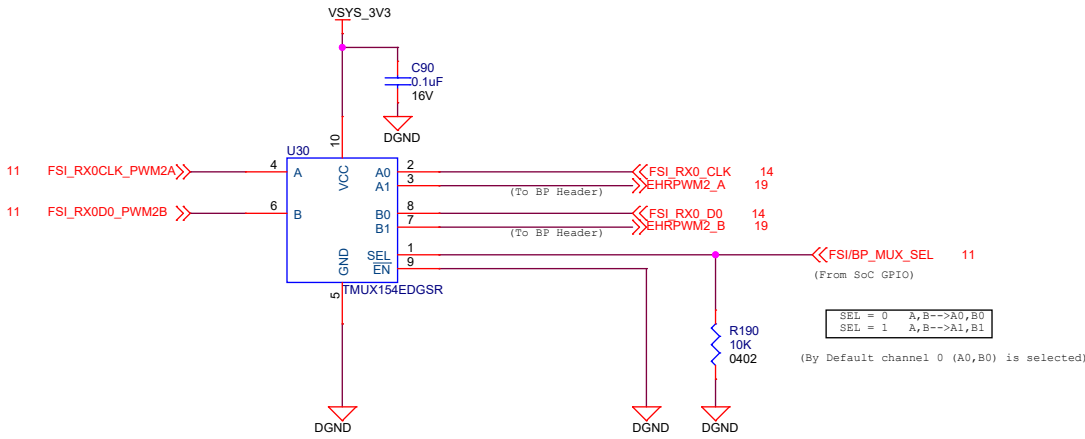 VSYS_3V3
C90
0.1uF
16V
DGND
10
U30
11 FSI_RX0CLK_PWM2A 4 A VCC A0 2 FSI_RX0_CLK 14
A1 3 (To BP Header) EHRPWM2_A 19
11 FSI_RX0D0_PWM2B 6 B B0 8 FSI_RX0_D0 14
B1 7 (To BP Header) EHRPWM2_B 19
SEL 1 FSI/BP_MUX_SEL 11
GND EN 9 (From SoC GPIO)
5 TMUX154EDGSR
SEL = 0 A,B-->A0,B0
SEL = 1 A,B-->A1,B1
R190
10K
0402
(By Default channel 0 (A0,B0) is selected)
DGND DGND DGND